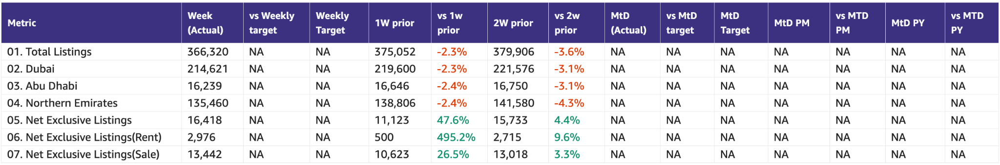 Metric Week (Actual) vs Weekly target Weekly Target 1W prior vs 1w prior 2W prior vs 2w prior MtD (Actual) vs MtD target MtD Target MtD PM vs MTD PM MtD PY vs MTD PY
01. Total Listings 366,320 NA NA 375,052 -2.3% 379,906 -3.6% NA NA NA NA NA NA NA
02. Dubai 214,621 NA NA 219,600 -2.3% 221,576 -3.1% NA NA NA NA NA NA NA
03. Abu Dhabi 16,239 NA NA 16,646 -2.4% 16,750 -3.1% NA NA NA NA NA NA NA
04. Northern Emirates 135,460 NA NA 138,806 -2.4% 141,580 -4.3% NA NA NA NA NA NA NA
05. Net Exclusive Listings 16,418 NA NA 11,123 47.6% 15,733 4.4% NA NA NA NA NA NA NA
06. Net Exclusive Listings(Rent) 2,976 NA NA 500 495.2% 2,715 9.6% NA NA NA NA NA NA NA
07. Net Exclusive Listings(Sale) 13,442 NA NA 10,623 26.5% 13,018 3.3% NA NA NA NA NA NA NA